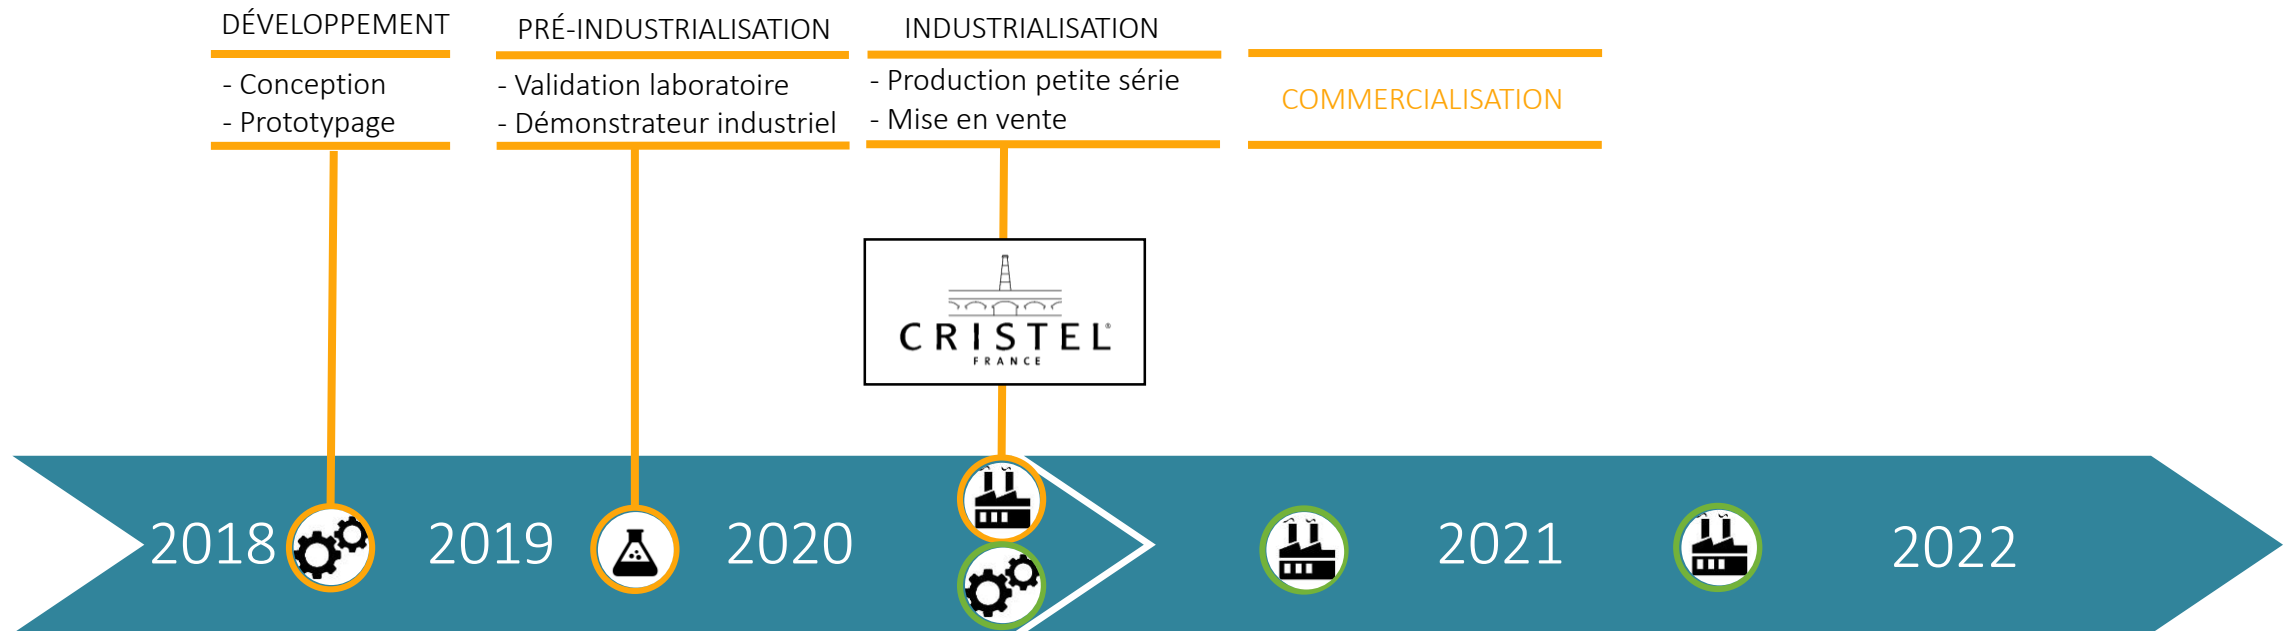 DÉVELOPPEMENT
- Conception
- Prototypage
PRÉ-INDUSTRIALISATION
- Validation laboratoire
- Démonstrateur industriel
INDUSTRIALISATION
- Production petite série
- Mise en vente
COMMERCIALISATION
CRISTEL®
FRANCE
2018
2019
2020
2021
2022